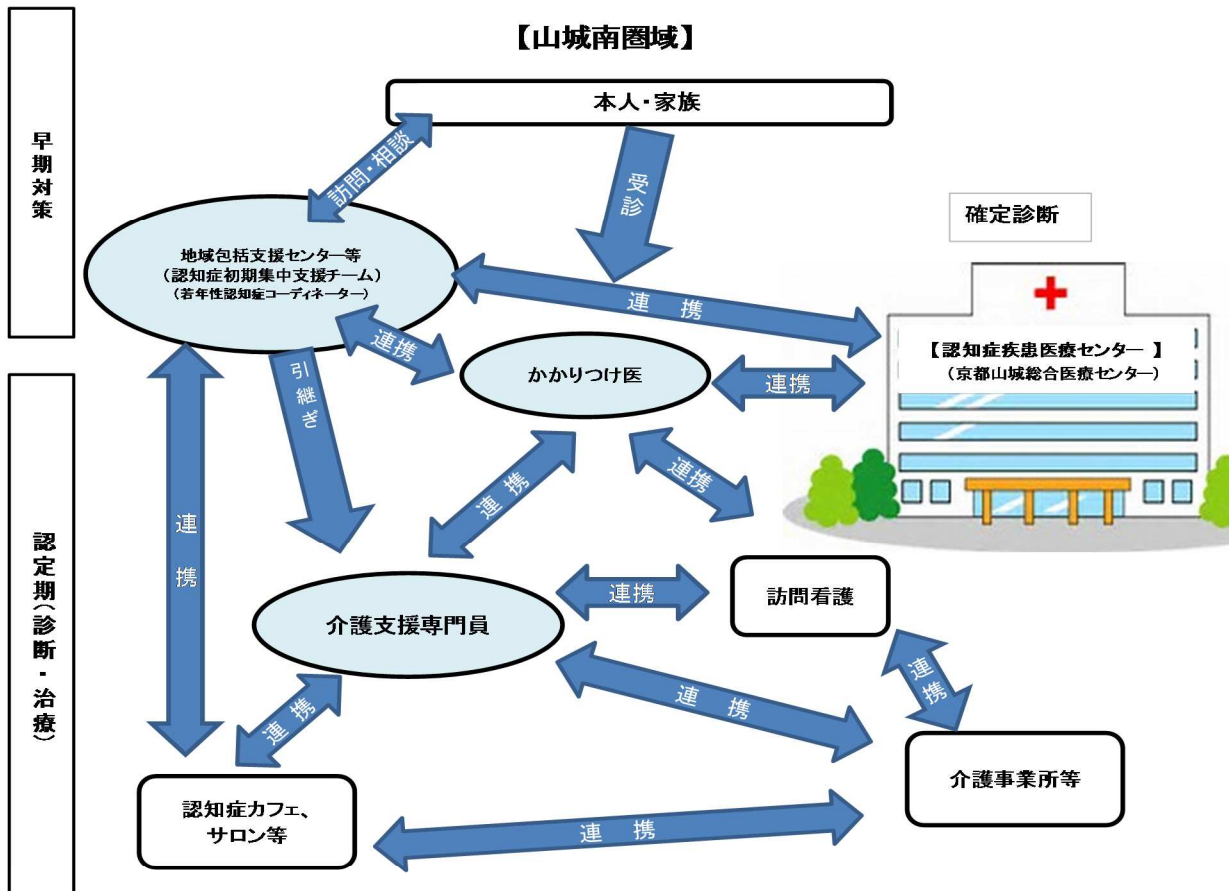 【山城南圏域】
早期対策
本人・家族
訪問・相談
受診
確定診断
地域包括支援センター等
（認知症初期集中支援チーム）
（若年性認知症コーディネーター）
連 携
【認知症疾患医療センター 】
（京都山城総合医療センター）
連携
かかりつけ医
連携
引継ぎ
連携
連 携
連 携
認定期（診断・治療）
介護支援専門員
連携
訪問看護
連携
連 携
連 携
介護事業所等
認知症カフェ、
サロン等
連 携